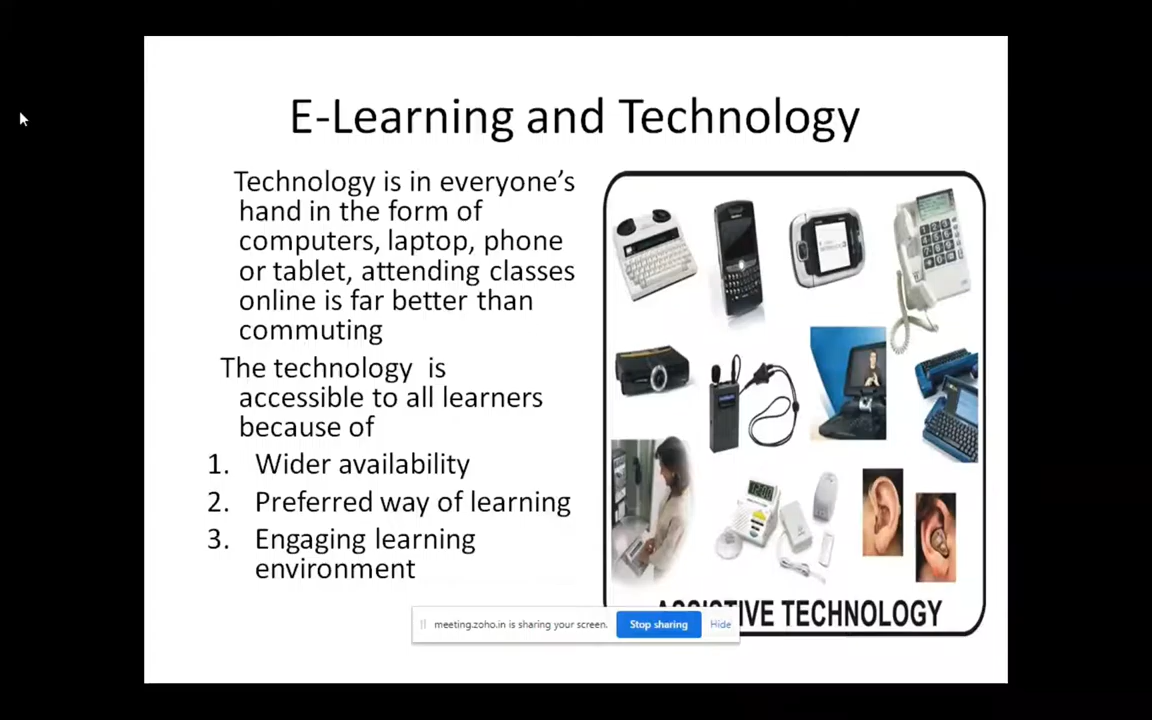 E-Learning and Technology
Technology is in everyone's
hand in the form of
computers, laptop, phone
or tablet, attending classes
online is far better than
commuting
The technology is
accessible to all learners
because of
1. Wider availability
2. Preferred way of learning
3. Engaging learning
environment
12:00
TECHNOLOGY
meeting.zoho.in is sharing your screen.
Stop sharing
Hide